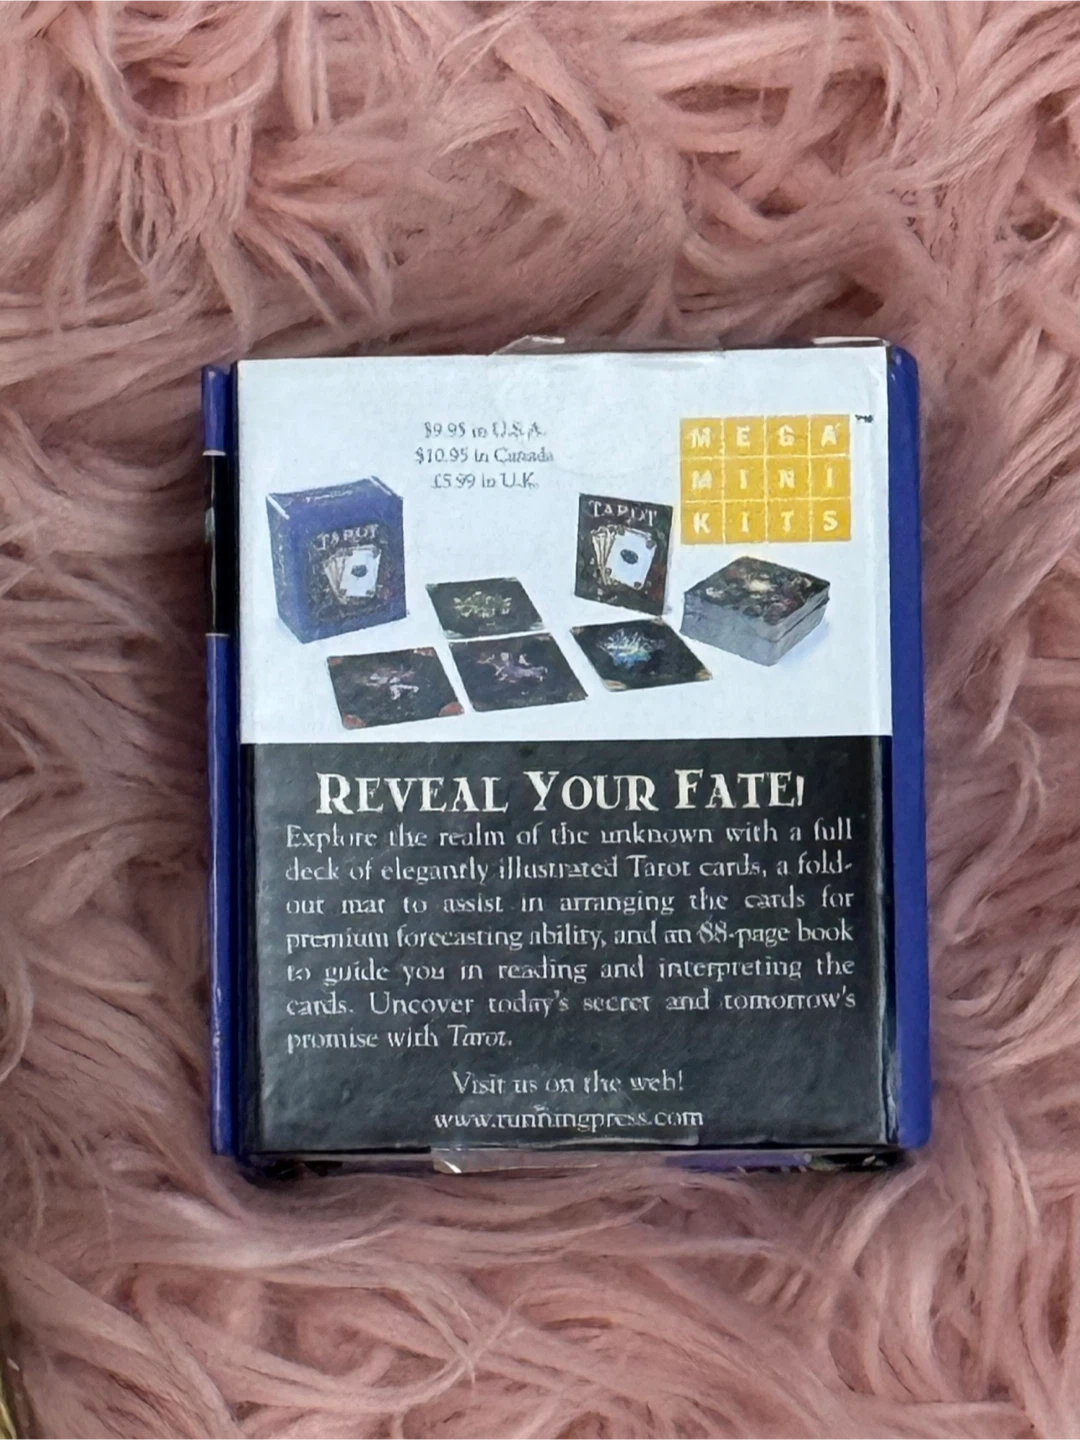 $9.95 in U.S.A.
$10.95 in Canada
£5.99 in U.K.
MEGA
MINI
KITS
™
TAROT
TAROT
REVEAL YOUR FATE!
Explore the realm of the unknown with a full
deck of elegantly illustrated Tarot cards, a fold-
out mat to assist in arranging the cards for
premium forecasting ability, and an 88-page book
to guide you in reading and interpreting the
cards. Uncover today's secret and tomorrow's
promise with Tarot.
Visit us on the web!
www.runningpress.com